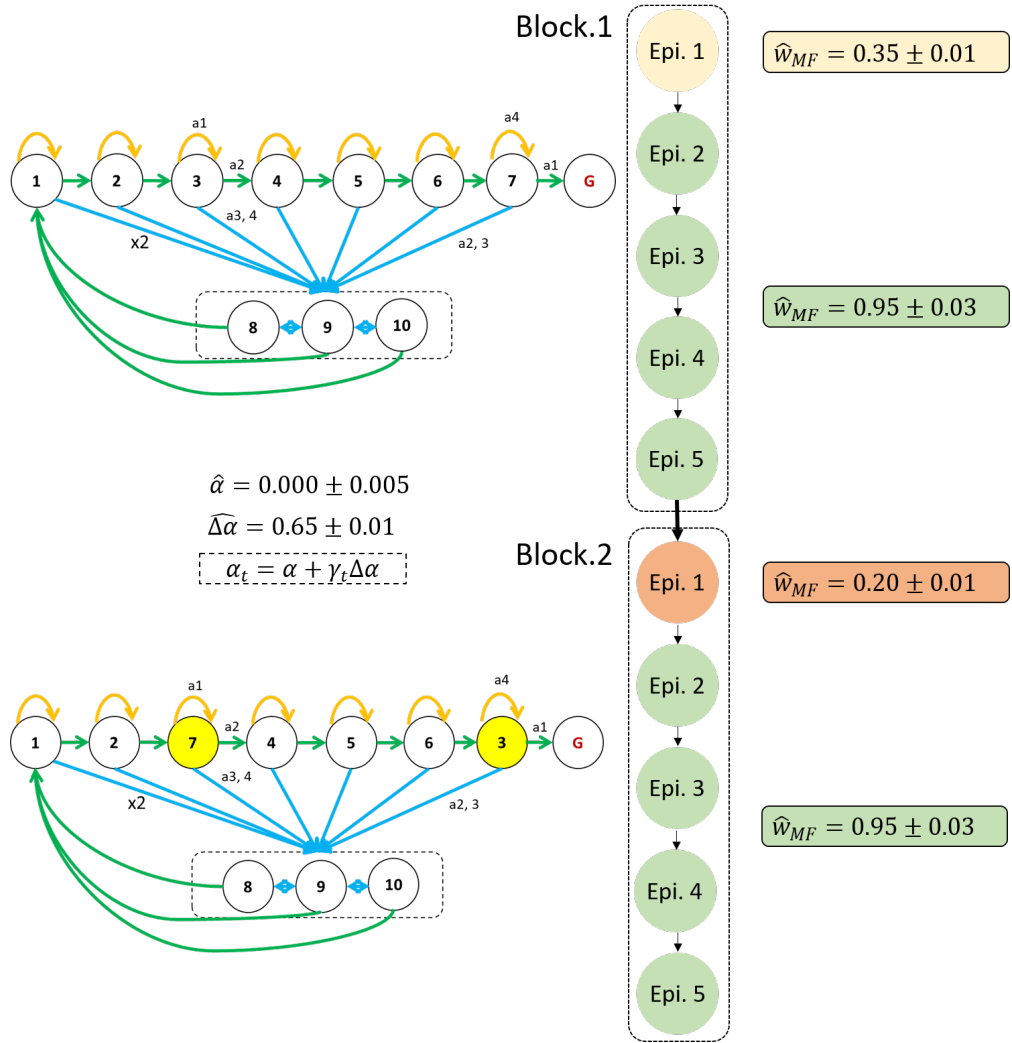 Block.1
Epi. 1
ŵ_MF = 0.35 ± 0.01
a1
a4
a2
a1
1
2
3
4
5
6
7
G
Epi. 2
a3, 4
x2
a2, 3
Epi. 3
8
9
10
ŵ_MF = 0.95 ± 0.03
Epi. 4
Epi. 5
α̂ = 0.000 ± 0.005
Δα̂ = 0.65 ± 0.01
α_t = α + γ_t Δα
Block.2
Epi. 1
ŵ_MF = 0.20 ± 0.01
a1
a4
a2
a1
1
2
7
4
5
6
3
G
Epi. 2
a3, 4
x2
a2, 3
Epi. 3
ŵ_MF = 0.95 ± 0.03
8
9
10
Epi. 4
Epi. 5